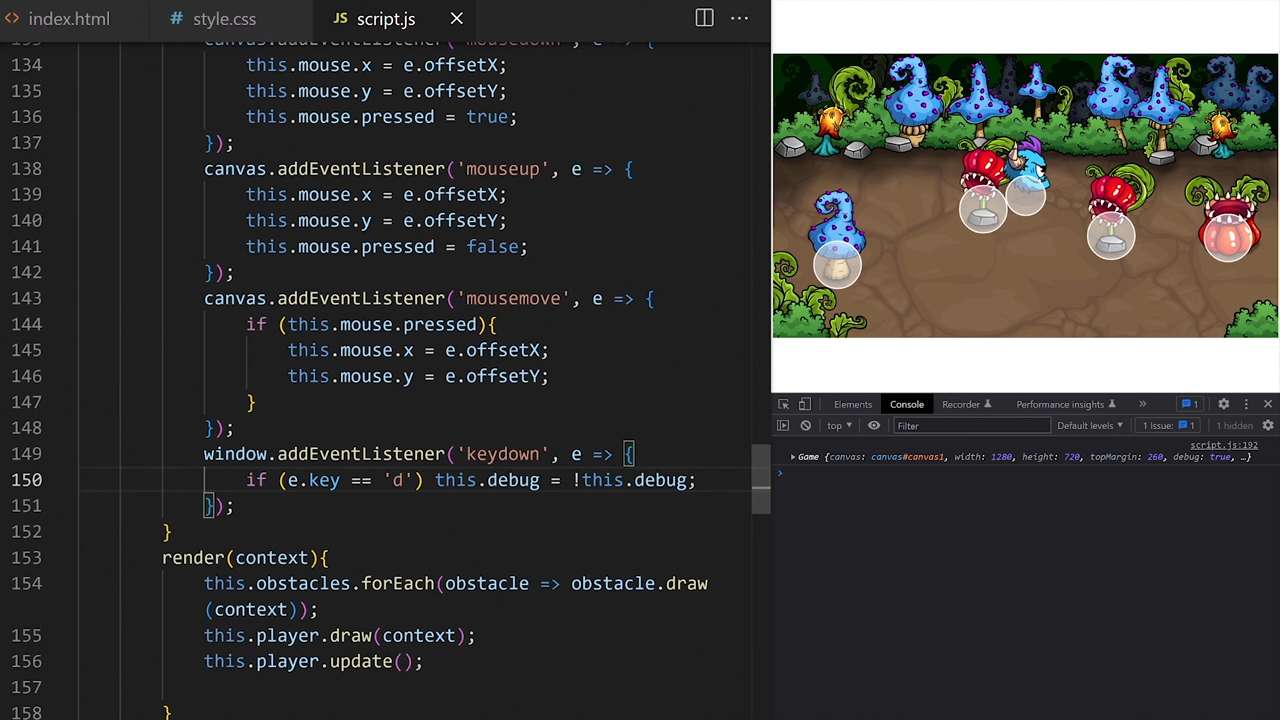 index.html
# style.css
JS script.js
canvas.addEventListener('mousedown', e => {
134 this.mouse.x = e.offsetX;
135 this.mouse.y = e.offsetY;
136 this.mouse.pressed = true;
137 });
138 canvas.addEventListener('mouseup', e => {
139 this.mouse.x = e.offsetX;
140 this.mouse.y = e.offsetY;
141 this.mouse.pressed = false;
142 });
143 canvas.addEventListener('mousemove', e => {
144 if (this.mouse.pressed){
145 this.mouse.x = e.offsetX;
146 this.mouse.y = e.offsetY;
147 }
148 });
149 window.addEventListener('keydown', e => {
150 if (e.key == 'd') this.debug = !this.debug;
151 });
152 }
153 render(context){
154 this.obstacles.forEach(obstacle => obstacle.draw
(context));
155 this.player.draw(context);
156 this.player.update();
157
158 }
Elements Console Recorder Performance insights » 1
top Filter Default levels 1 Issue: 1 1 hidden
script.js:192
Game {canvas: canvas#canvas1, width: 1280, height: 720, topMargin: 260, debug: true, …}